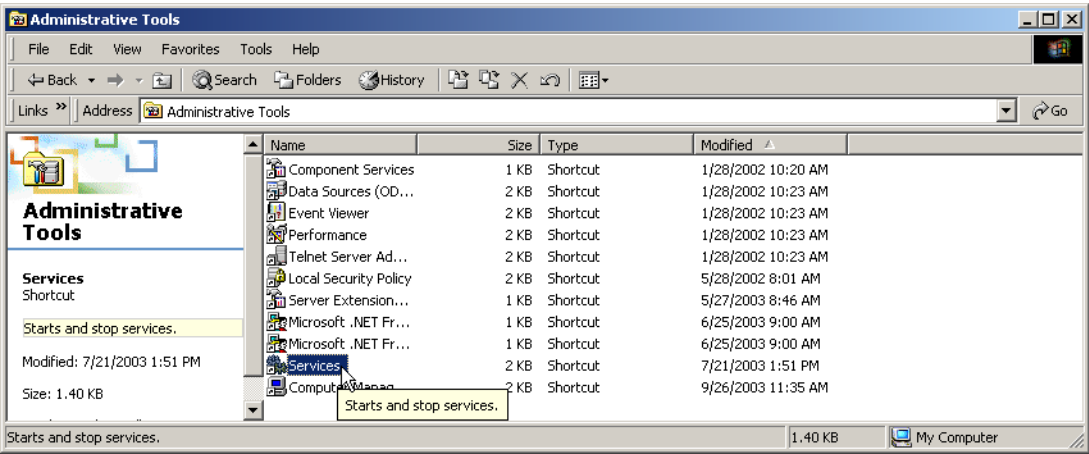 Administrative Tools
File Edit View Favorites Tools Help
Back Search Folders History
Links » Address Administrative Tools Go
Administrative
Tools
Services
Shortcut
Starts and stop services.
Modified: 7/21/2003 1:51 PM
Size: 1.40 KB
Name Size Type Modified
Component Services 1 KB Shortcut 1/28/2002 10:20 AM
Data Sources (OD... 2 KB Shortcut 1/28/2002 10:23 AM
Event Viewer 2 KB Shortcut 1/28/2002 10:23 AM
Performance 2 KB Shortcut 1/28/2002 10:23 AM
Telnet Server Ad... 2 KB Shortcut 1/28/2002 10:23 AM
Local Security Policy 2 KB Shortcut 5/28/2002 8:01 AM
Server Extension... 1 KB Shortcut 5/27/2003 8:46 AM
Microsoft .NET Fr... 1 KB Shortcut 6/25/2003 9:00 AM
Microsoft .NET Fr... 1 KB Shortcut 6/25/2003 9:00 AM
Services 2 KB Shortcut 7/21/2003 1:51 PM
Computer Manag 2 KB Shortcut 9/26/2003 11:35 AM
Starts and stop services.
Starts and stop services. 1.40 KB My Computer